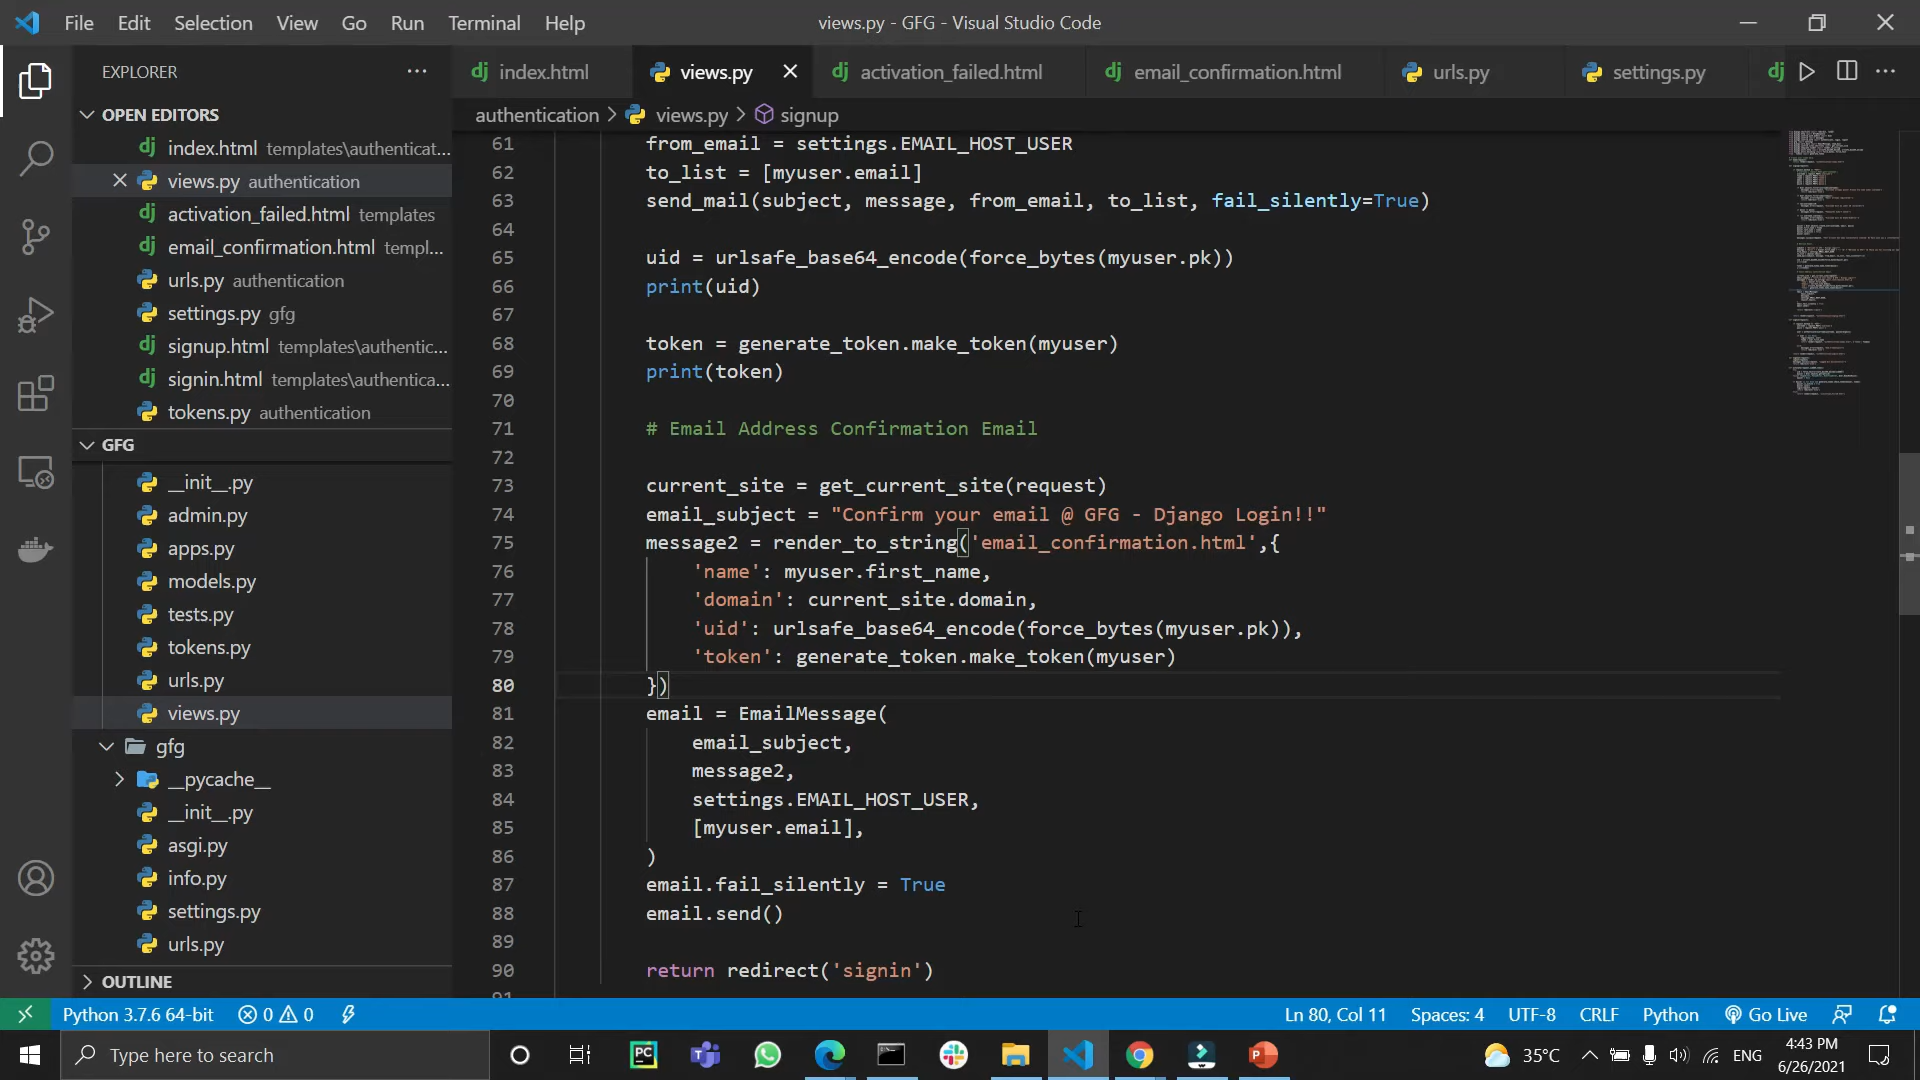 File Edit Selection View Go Run Terminal Help
views.py - GFG - Visual Studio Code
EXPLORER
index.html
views.py
activation_failed.html
email_confirmation.html
urls.py
settings.py
OPEN EDITORS
index.html templates\authenticat...
views.py authentication
activation_failed.html templates
email_confirmation.html templ...
urls.py authentication
settings.py gfg
signup.html templates\authentic...
signin.html templates\authentica...
tokens.py authentication
GFG
__init__.py
admin.py
apps.py
models.py
tests.py
tokens.py
urls.py
views.py
gfg
__pycache__
__init__.py
asgi.py
info.py
settings.py
urls.py
OUTLINE
authentication > views.py > signup
61 from_email = settings.EMAIL_HOST_USER
62 to_list = [myuser.email]
63 send_mail(subject, message, from_email, to_list, fail_silently=True)
64
65 uid = urlsafe_base64_encode(force_bytes(myuser.pk))
66 print(uid)
67
68 token = generate_token.make_token(myuser)
69 print(token)
70
71 # Email Address Confirmation Email
72
73 current_site = get_current_site(request)
74 email_subject = "Confirm your email @ GFG - Django Login!!"
75 message2 = render_to_string('email_confirmation.html',{
76 'name': myuser.first_name,
77 'domain': current_site.domain,
78 'uid': urlsafe_base64_encode(force_bytes(myuser.pk)),
79 'token': generate_token.make_token(myuser)
80 })
81 email = EmailMessage(
82 email_subject,
83 message2,
84 settings.EMAIL_HOST_USER,
85 [myuser.email],
86 )
87 email.fail_silently = True
88 email.send()
89
90 return redirect('signin')
Python 3.7.6 64-bit 0 0
Ln 80, Col 11 Spaces: 4 UTF-8 CRLF Python Go Live
Type here to search
35°C ENG
4:43 PM
6/26/2021